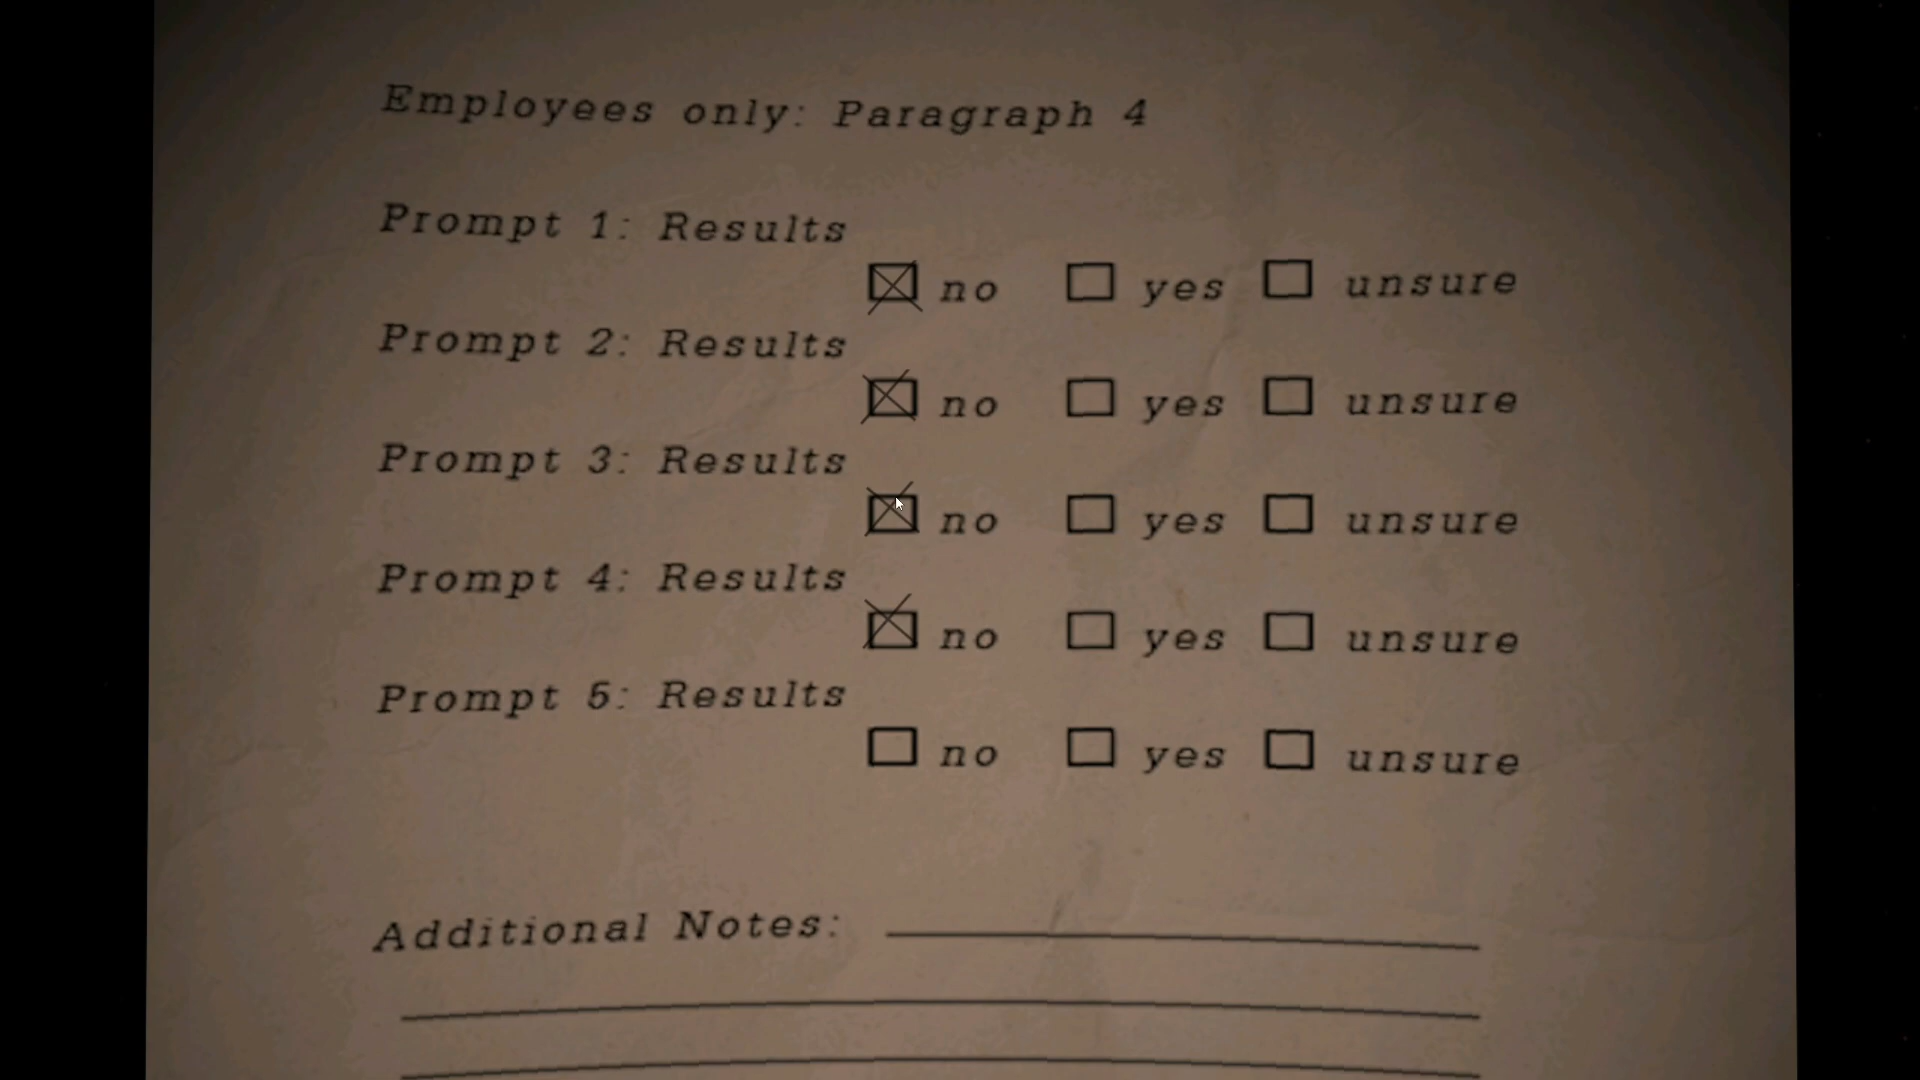 Employees only: Paragraph 4
Prompt 1: Results
no yes unsure
Prompt 2: Results
no yes unsure
Prompt 3: Results
no yes unsure
Prompt 4: Results
no yes unsure
Prompt 5: Results
no yes unsure
Additional Notes: